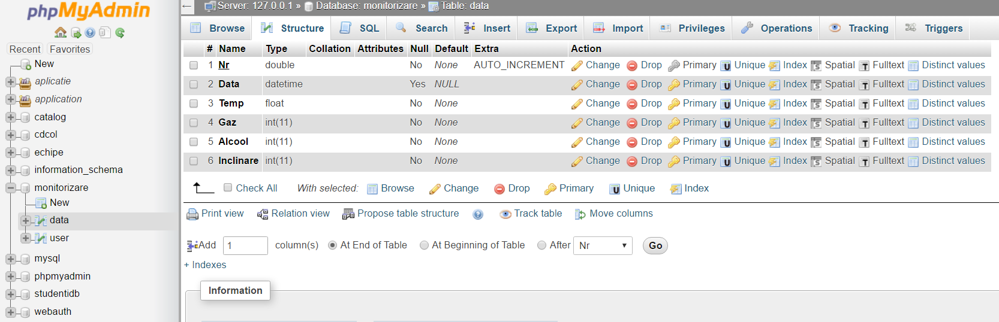 phpMyAdmin
Recent Favorites
New
aplicatie
application
catalog
cdcol
echipe
information_schema
monitorizare
New
data
user
mysql
phpmyadmin
studentidb
webauth
← Server: 127.0.0.1 » Database: monitorizare » Table: data
Browse Structure SQL Search Insert Export Import Privileges Operations Tracking Triggers
# Name Type Collation Attributes Null Default Extra Action
1 Nr double No None AUTO_INCREMENT Change Drop Primary Unique Index Spatial Fulltext Distinct values
2 Data datetime Yes NULL Change Drop Primary Unique Index Spatial Fulltext Distinct values
3 Temp float No None Change Drop Primary Unique Index Spatial Fulltext Distinct values
4 Gaz int(11) No None Change Drop Primary Unique Index Spatial Fulltext Distinct values
5 Alcool int(11) No None Change Drop Primary Unique Index Spatial Fulltext Distinct values
6 Inclinare int(11) No None Change Drop Primary Unique Index Spatial Fulltext Distinct values
Check All With selected: Browse Change Drop Primary Unique Index
Print view Relation view Propose table structure Track table Move columns
Add 1 column(s) At End of Table At Beginning of Table After Nr Go
+ Indexes
Information